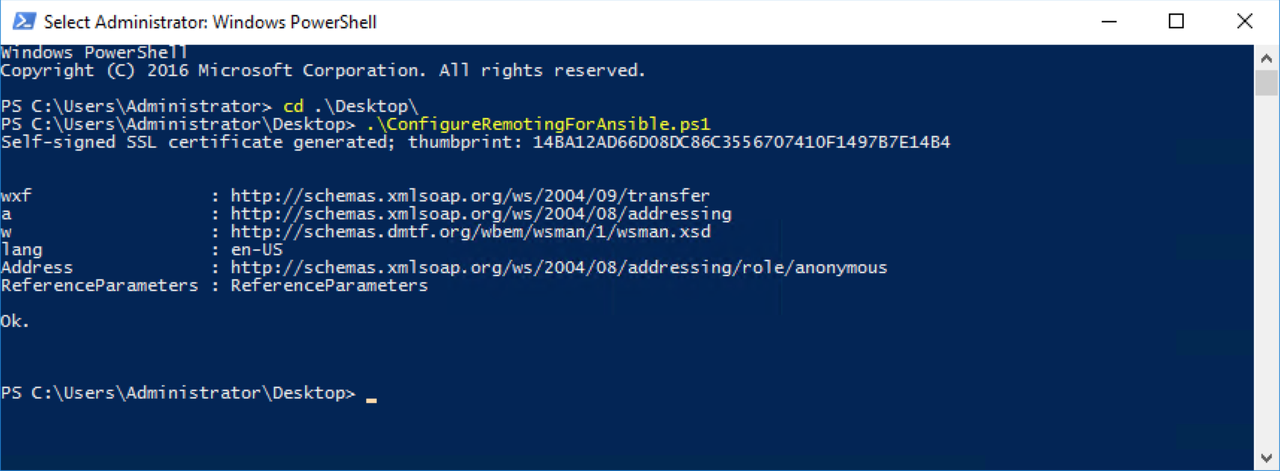 Select Administrator: Windows PowerShell
Windows PowerShell
Copyright (C) 2016 Microsoft Corporation. All rights reserved.
PS C:\Users\Administrator> cd .\Desktop\
PS C:\Users\Administrator\Desktop> .\ConfigureRemotingForAnsible.ps1
Self-signed SSL certificate generated; thumbprint: 14BA12AD66D08DC86C3556707410F1497B7E14B4
wxf                 : http://schemas.xmlsoap.org/ws/2004/09/transfer
a                   : http://schemas.xmlsoap.org/ws/2004/08/addressing
w                   : http://schemas.dmtf.org/wbem/wsman/1/wsman.xsd
lang                : en-US
Address             : http://schemas.xmlsoap.org/ws/2004/08/addressing/role/anonymous
ReferenceParameters : ReferenceParameters
Ok.
PS C:\Users\Administrator\Desktop> _